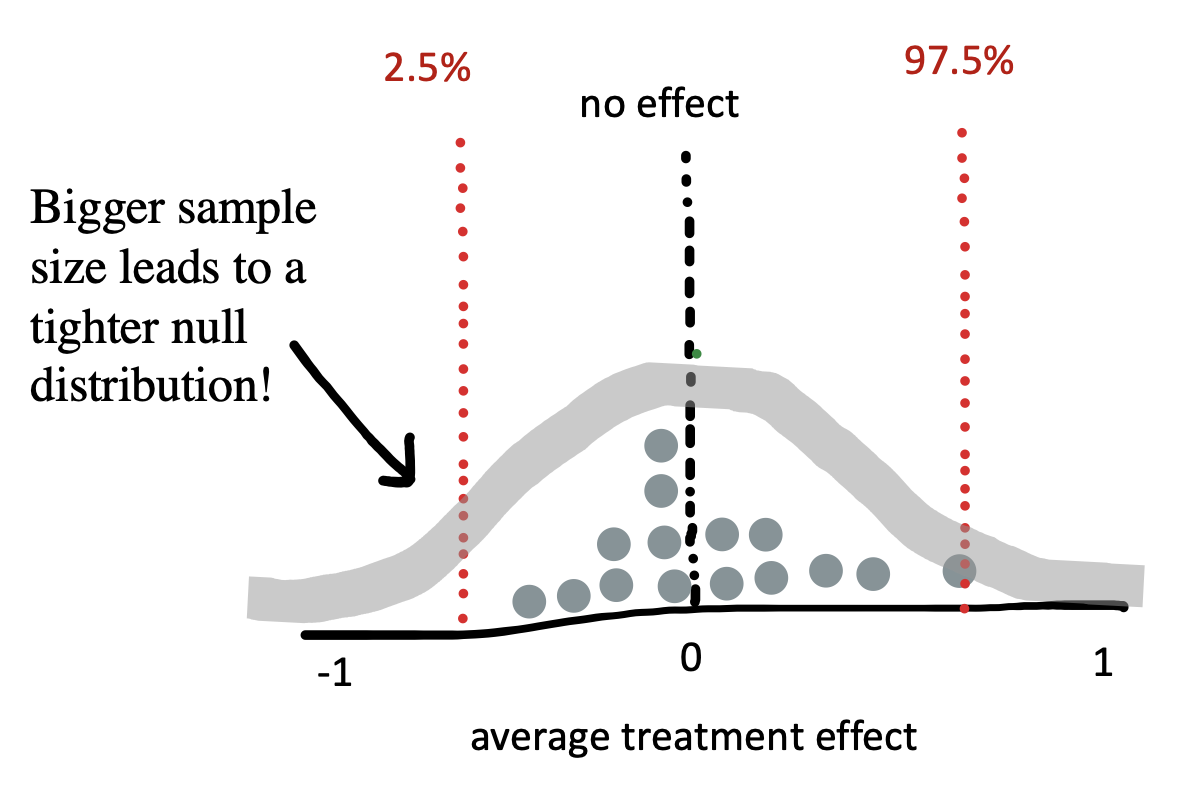 2.5%
97.5%
no effect
Bigger sample
size leads to a
tighter null
distribution!
-1
0
1
average treatment effect